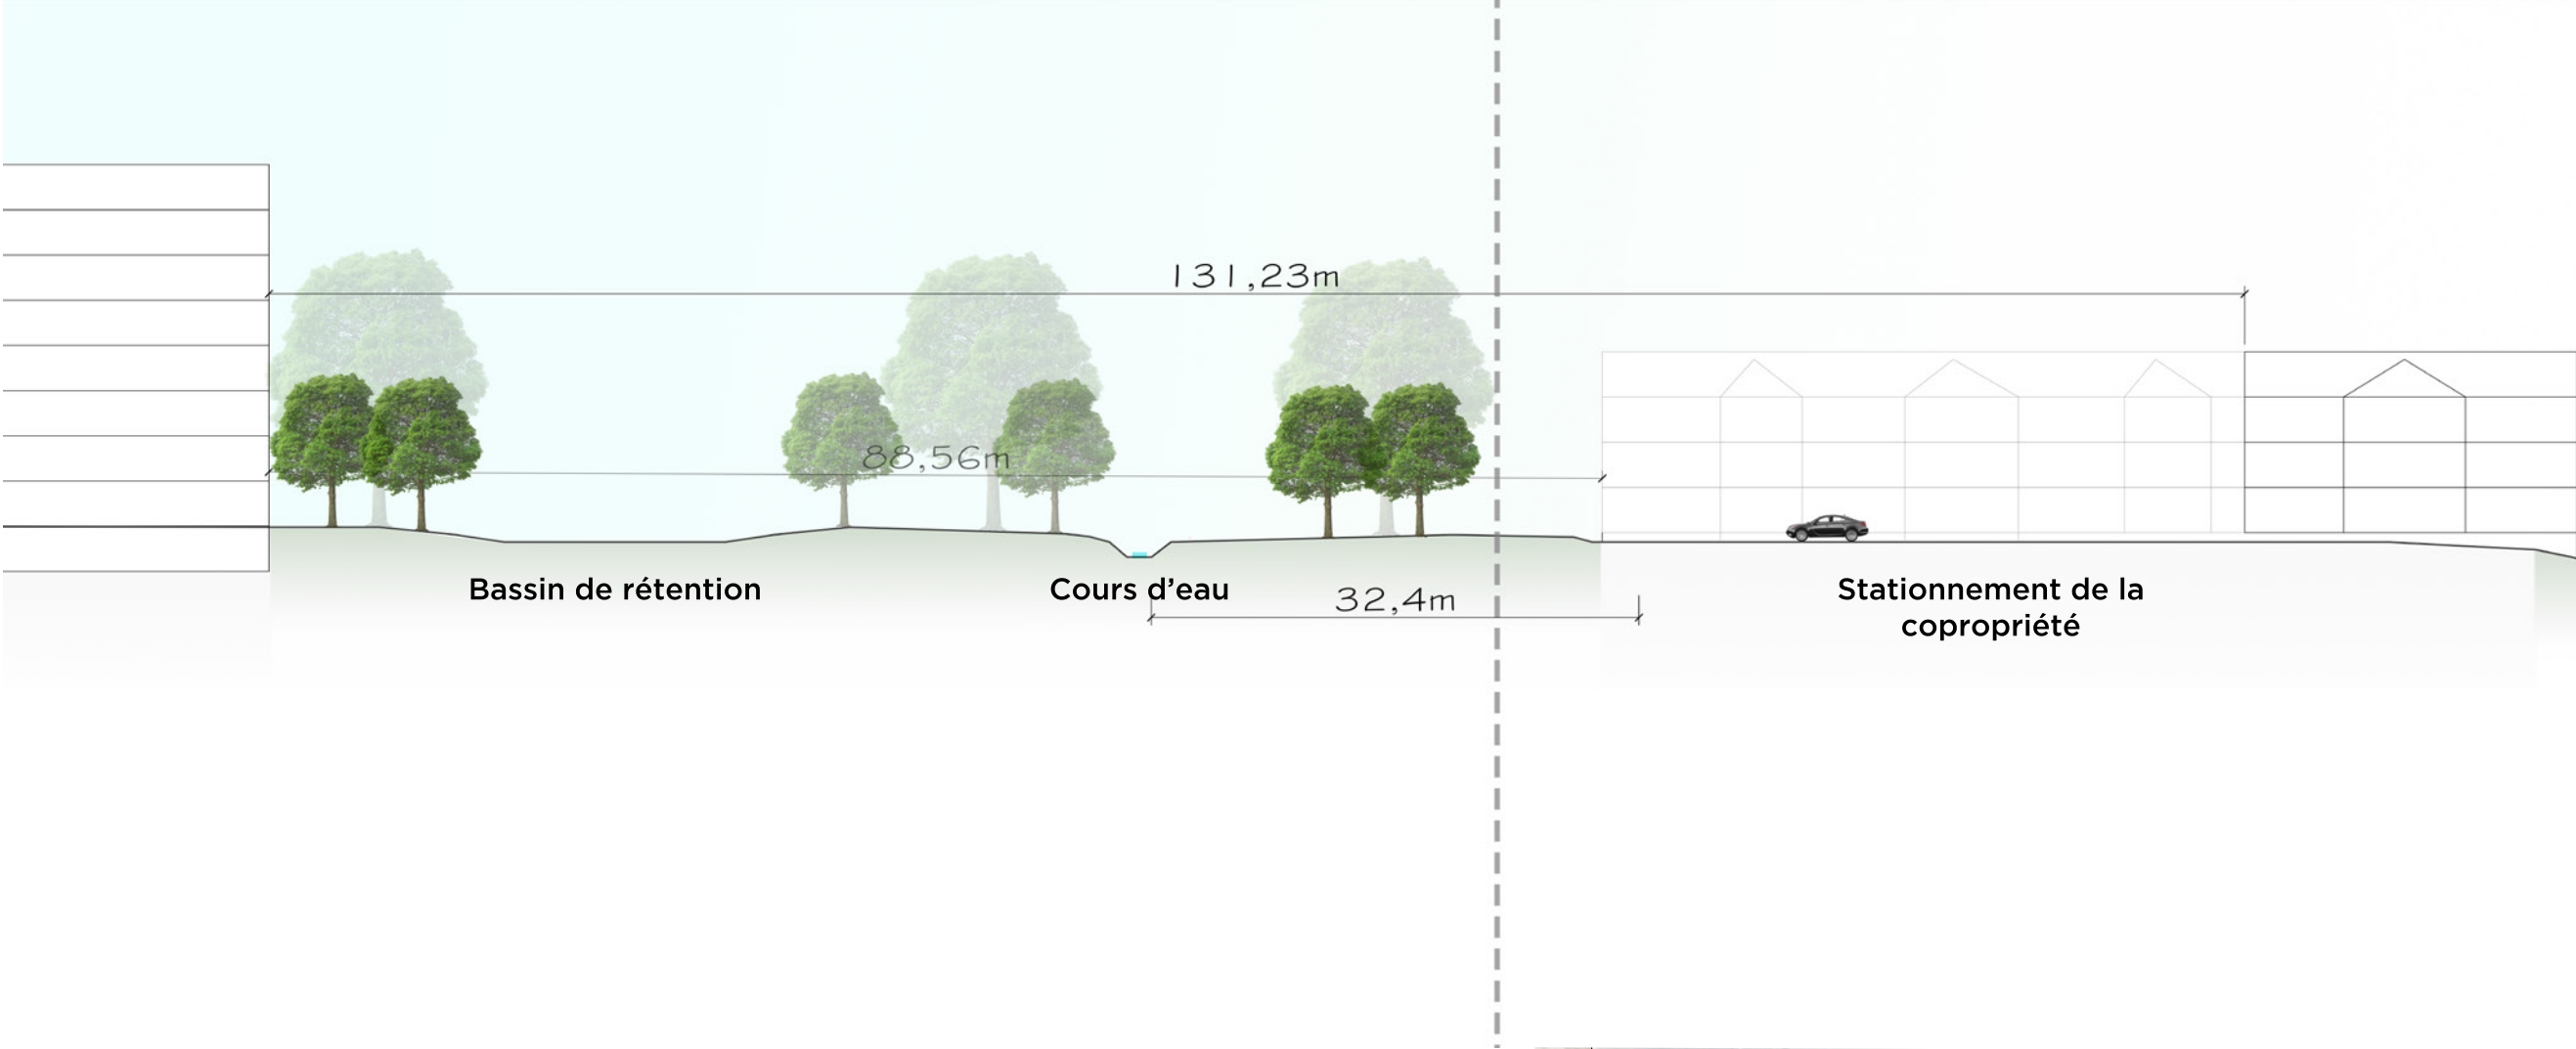 131,23m
88,56m
Bassin de rétention
Cours d’eau
32,4m
Stationnement de la
copropriété